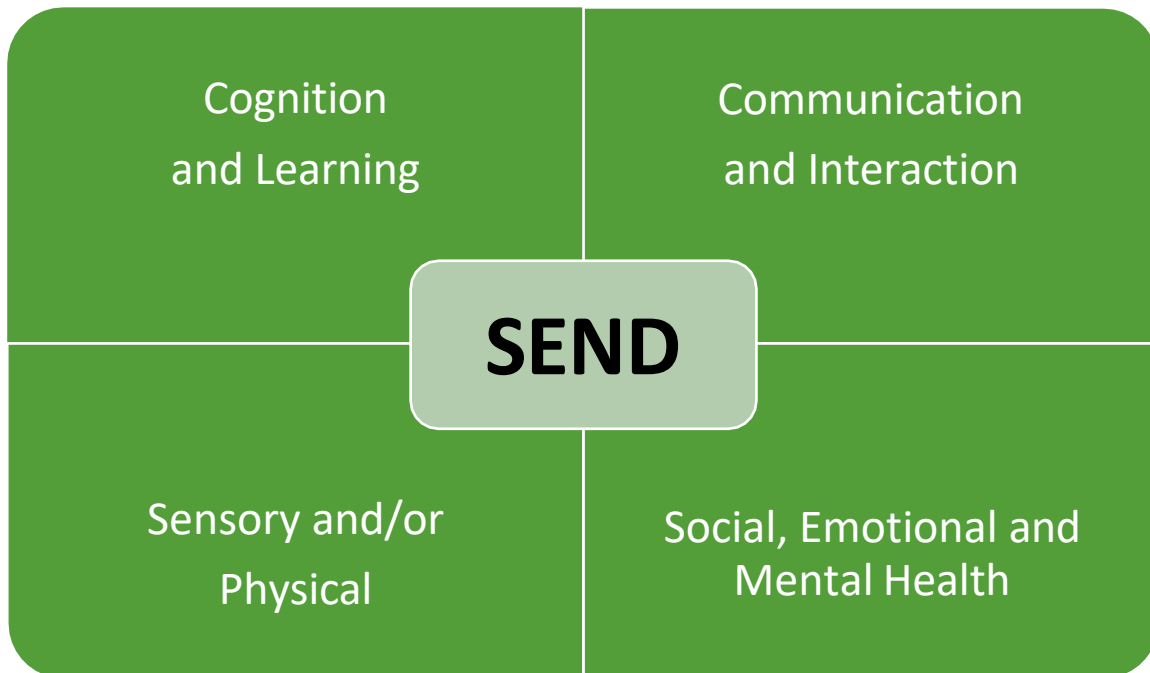 Cognition
and Learning
Communication
and Interaction
SEND
Sensory and/or
Physical
Social, Emotional and
Mental Health